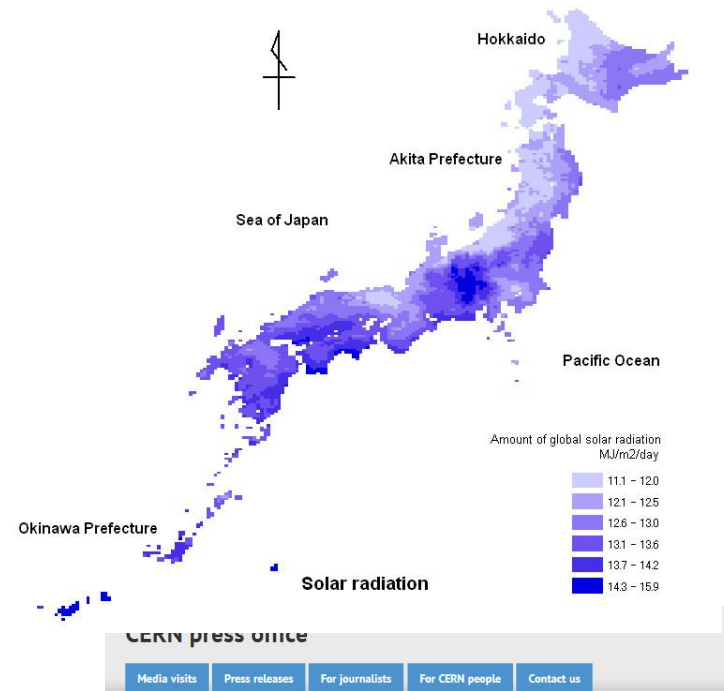 Hokkaido
Akita Prefecture
Sea of Japan
Pacific Ocean
Amount of global solar radiation
MJ/m2/day
11.1 - 12.0
12.1 - 12.5
12.6 - 13.0
13.1 - 13.6
13.7 - 14.2
14.3 - 15.9
Okinawa Prefecture
Solar radiation
CERN press office
Media visits
Press releases
For journalists
For CERN people
Contact us